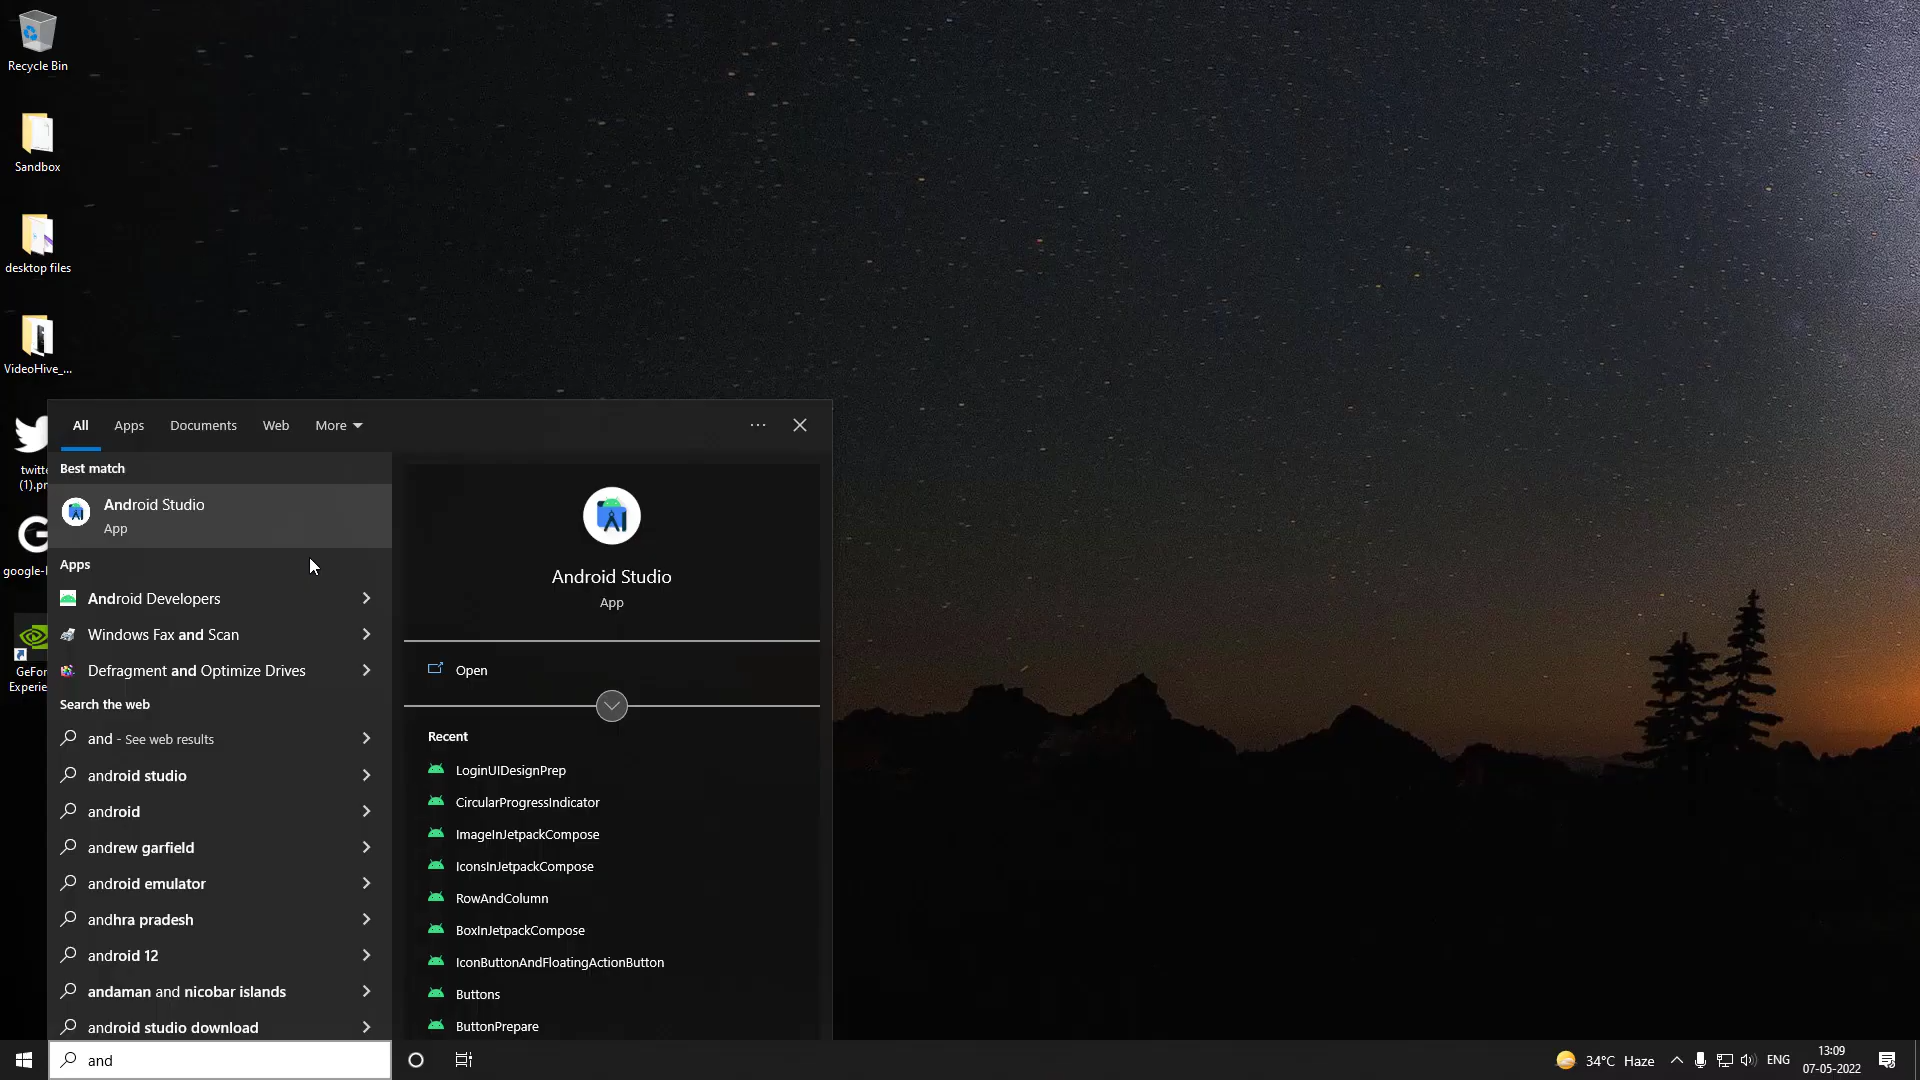 Recycle Bin
Sandbox
desktop files
VideoHive_...
twitte
(1).pn
google-l
GeFor
Experie
All
Apps
Documents
Web
More
Best match
Android Studio
App
Apps
Android Developers
Windows Fax and Scan
Defragment and Optimize Drives
Search the web
and - See web results
android studio
android
andrew garfield
android emulator
andhra pradesh
android 12
andaman and nicobar islands
android studio download
Android Studio
App
Open
Recent
LoginUIDesignPrep
CircularProgressIndicator
ImageInJetpackCompose
IconsInJetpackCompose
RowAndColumn
BoxInJetpackCompose
IconButtonAndFloatingActionButton
Buttons
ButtonPrepare
and
34°C Haze
ENG
13:09
07-05-2022